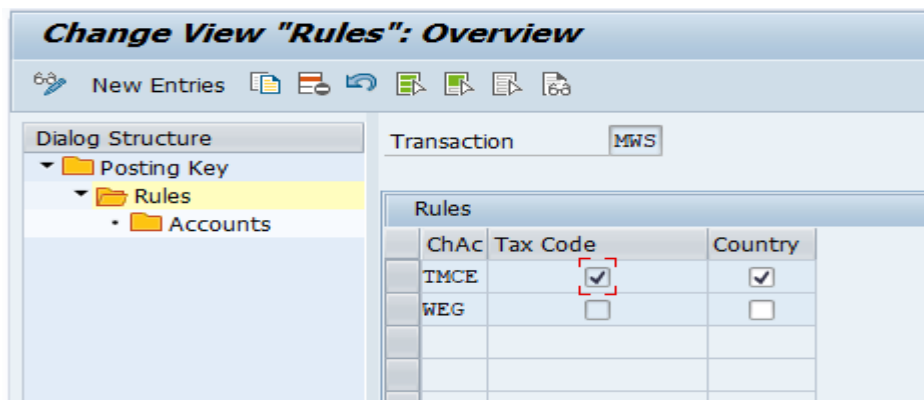 Change View "Rules": Overview
New Entries
Dialog Structure
Posting Key
Rules
Accounts
Transaction MWS
Rules
ChAc Tax Code Country
TMCE
WEG